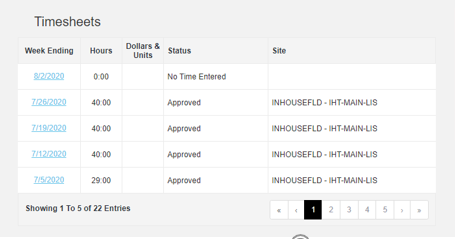 Timesheets
Week Ending Hours Dollars & Units Status Site
8/2/2020 0:00 No Time Entered
7/26/2020 40:00 Approved INHOUSEFLD - IHT-MAIN-LIS
7/19/2020 40:00 Approved INHOUSEFLD - IHT-MAIN-LIS
7/12/2020 40:00 Approved INHOUSEFLD - IHT-MAIN-LIS
7/5/2020 29:00 Approved INHOUSEFLD - IHT-MAIN-LIS
Showing 1 To 5 of 22 Entries « ‹ 1 2 3 4 5 › »